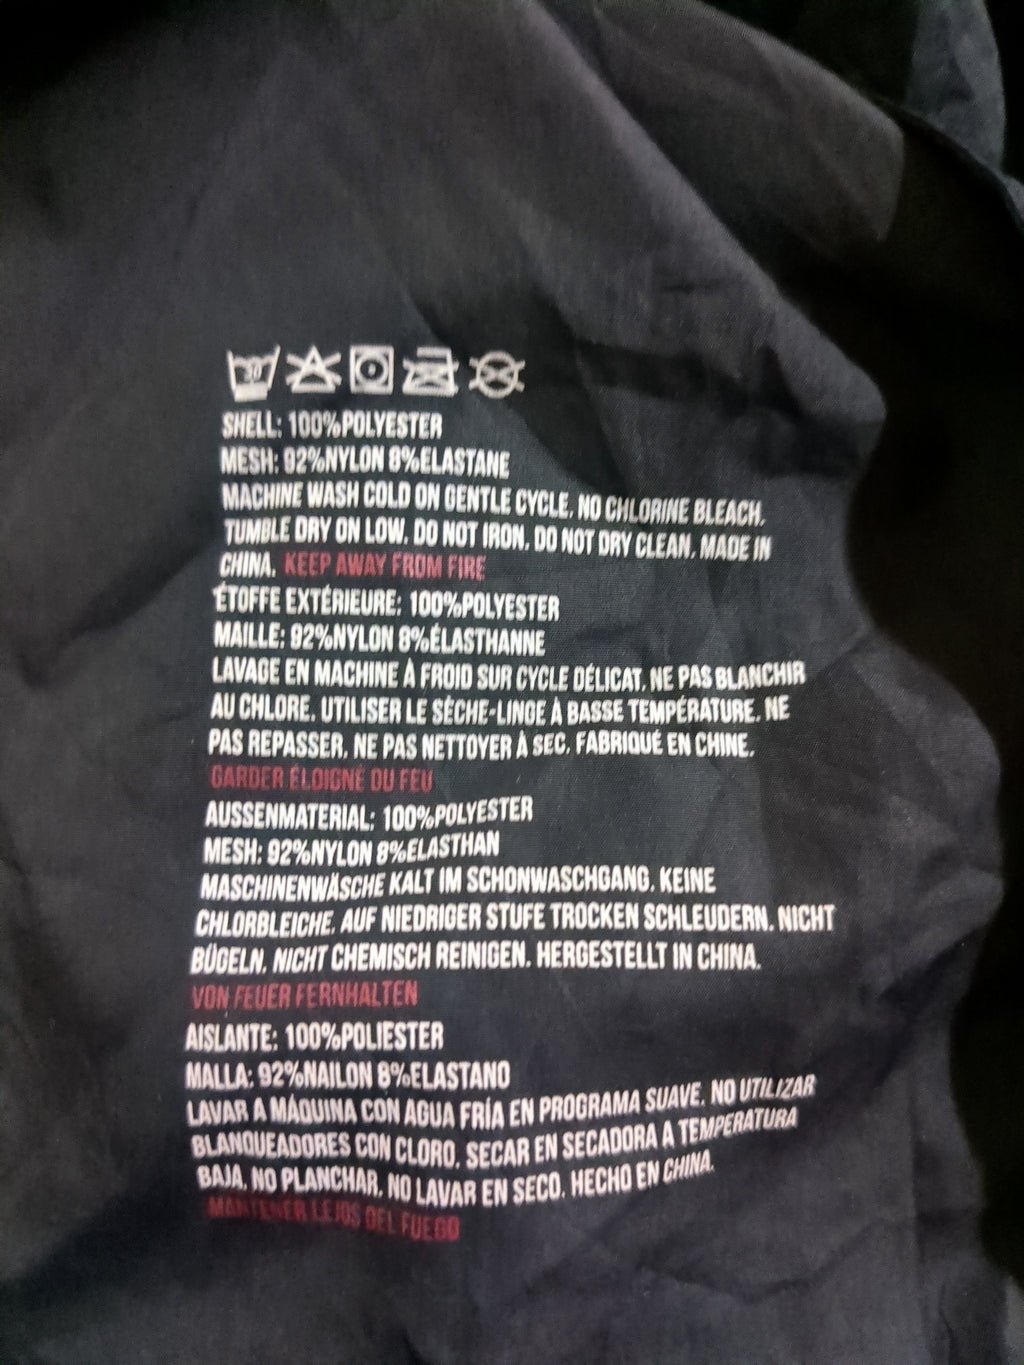 30
SHELL: 100%POLYESTER
MESH: 92%NYLON 8%ELASTANE
MACHINE WASH COLD ON GENTLE CYCLE. NO CHLORINE BLEACH.
TUMBLE DRY ON LOW. DO NOT IRON. DO NOT DRY CLEAN. MADE IN
CHINA. KEEP AWAY FROM FIRE
ÉTOFFE EXTÉRIEURE: 100%POLYESTER
MAILLE: 92%NYLON 8%ÉLASTHANNE
LAVAGE EN MACHINE À FROID SUR CYCLE DÉLICAT. NE PAS BLANCHIR
AU CHLORE. UTILISER LE SÈCHE-LINGE À BASSE TEMPÉRATURE. NE
PAS REPASSER. NE PAS NETTOYER À SEC. FABRIQUÉ EN CHINE.
GARDER ÉLOIGNÉ DU FEU
AUSSENMATERIAL: 100%POLYESTER
MESH: 92%NYLON 8%ELASTHAN
MASCHINENWÄSCHE KALT IM SCHONWASCHGANG. KEINE
CHLORBLEICHE. AUF NIEDRIGER STUFE TROCKEN SCHLEUDERN. NICHT
BÜGELN. NICHT CHEMISCH REINIGEN. HERGESTELLT IN CHINA.
VON FEUER FERNHALTEN
AISLANTE: 100%POLIESTER
MALLA: 92%NAILON 8%ELASTANO
LAVAR A MÁQUINA CON AGUA FRÍA EN PROGRAMA SUAVE. NO UTILIZAR
BLANQUEADORES CON CLORO. SECAR EN SECADORA A TEMPERATURA
BAJA. NO PLANCHAR. NO LAVAR EN SECO. HECHO EN CHINA.
MANTENER LEJOS DEL FUEGO